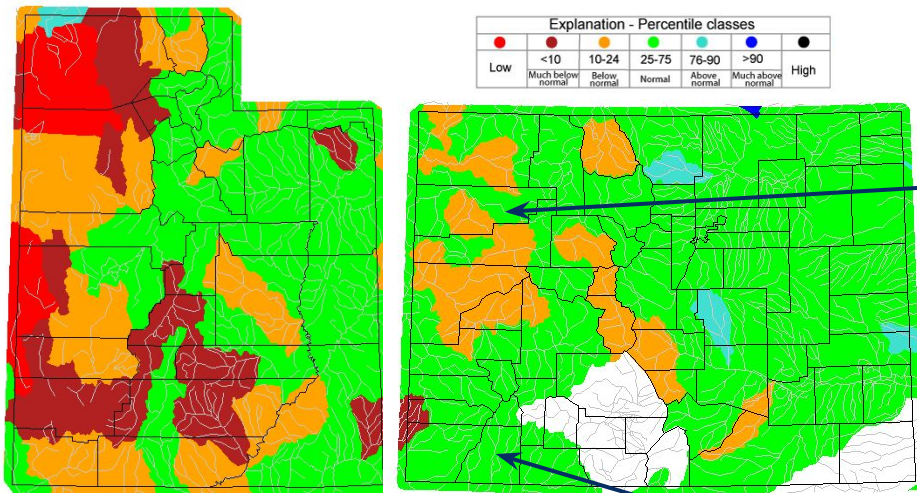 Explanation - Percentile classes
Low <10 10-24 25-75 76-90 >90 High
Much below normal Below normal Normal Above normal Much above normal